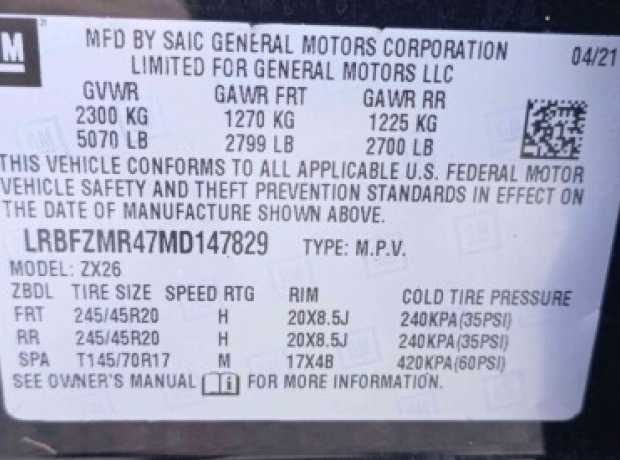 GM
MFD BY SAIC GENERAL MOTORS CORPORATION
LIMITED FOR GENERAL MOTORS LLC
04/21
GVWR GAWR FRT GAWR RR
2300 KG 1270 KG 1225 KG
5070 LB 2799 LB 2700 LB
THIS VEHICLE CONFORMS TO ALL APPLICABLE U.S. FEDERAL MOTOR
VEHICLE SAFETY AND THEFT PREVENTION STANDARDS IN EFFECT ON
THE DATE OF MANUFACTURE SHOWN ABOVE.
LRBFZMR47MD147829 TYPE: M.P.V.
MODEL: ZX26
ZBDL TIRE SIZE SPEED RTG RIM COLD TIRE PRESSURE
FRT 245/45R20 H 20X8.5J 240KPA(35PSI)
RR 245/45R20 H 20X8.5J 240KPA(35PSI)
SPA T145/70R17 M 17X4B 420KPA(60PSI)
SEE OWNER'S MANUAL i FOR MORE INFORMATION.